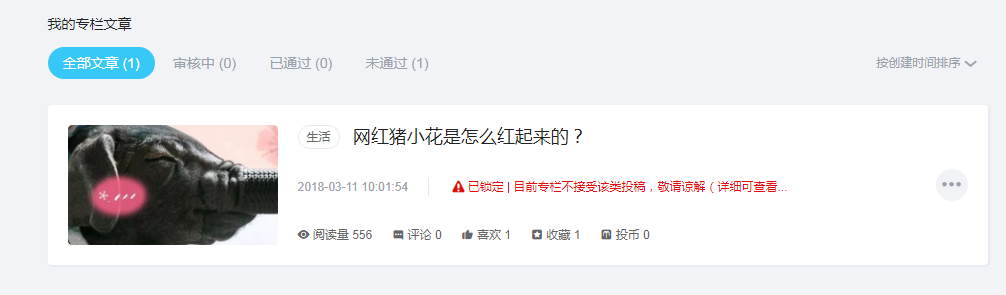 我的专栏文章
全部文章 (1) 审核中 (0) 已通过 (0) 未通过 (1) 按创建时间排序
生活 网红猪小花是怎么红起来的？
2018-03-11 10:01:54 已锁定 | 目前专栏不接受该类投稿，敬请谅解（详细可查看...
阅读量 556 评论 0 喜欢 1 收藏 1 投币 0